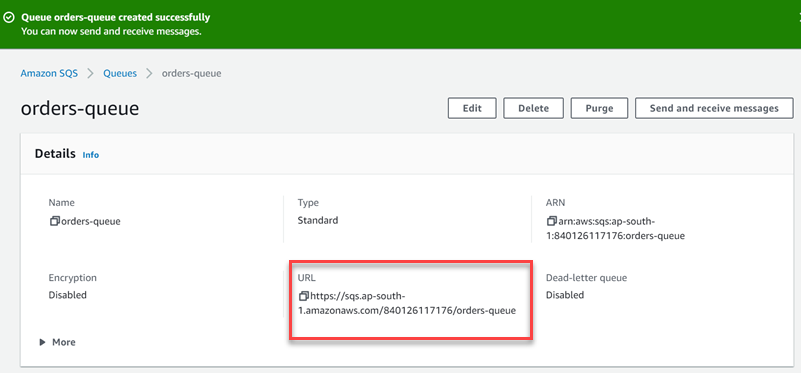 Queue orders-queue created successfully
You can now send and receive messages.
Amazon SQS > Queues > orders-queue
orders-queue
Edit
Delete
Purge
Send and receive messages
Details Info
Name
orders-queue
Type
Standard
ARN
arn:aws:sqs:ap-south-
1:840126117176:orders-queue
Encryption
Disabled
URL
https://sqs.ap-south-
1.amazonaws.com/840126117176/orders-queue
Dead-letter queue
Disabled
More